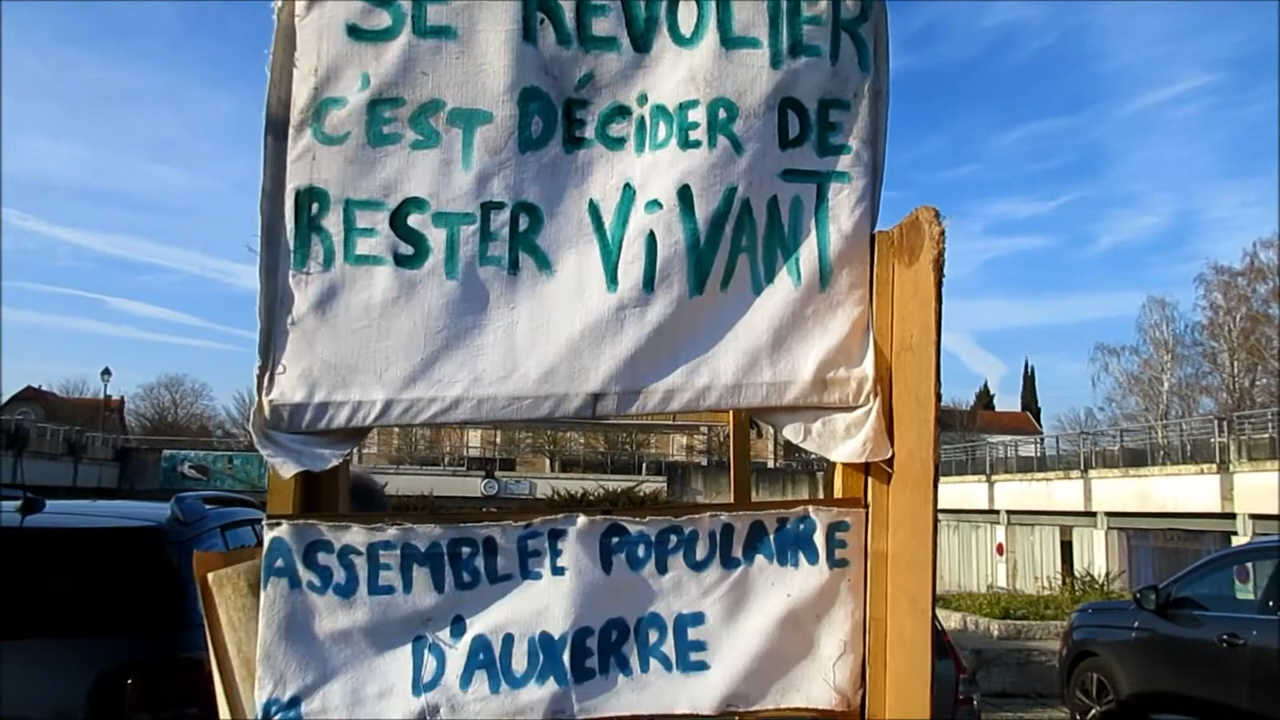 SE RÉVOLTER
C'EST DÉCiDER DE
RESTER ViVANT
ASSEMBLÉE POPULAIRE
D'AUXERRE